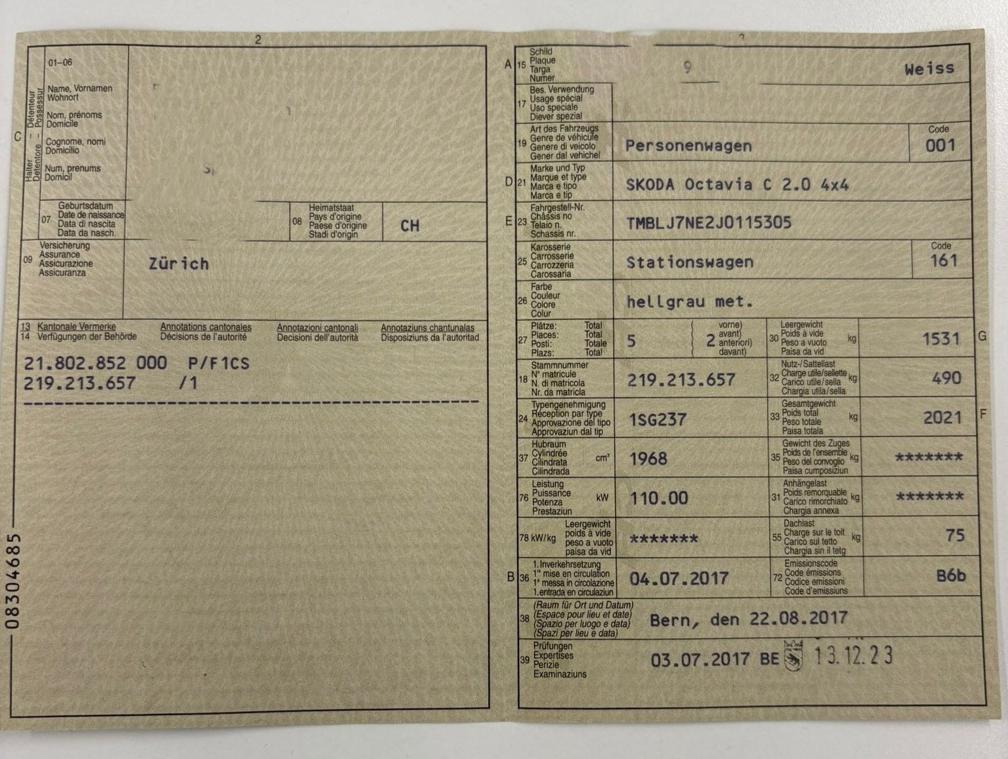 2
01-06
Name, Vornamen
Wohnort
Nom, prénoms
Domicile
Cognome, nomi
Domicilio
Num, prenums
Domicil
C
Halter – Détenteur
Detentore – Possessur
07
Geburtsdatum
Date de naissance
Data di nascita
Data da nasch.
08
Heimatstaat
Pays d'origine
Paese d'origine
Stadi d'origin
CH
09
Versicherung
Assurance
Assicurazione
Assicuranza
Zürich
13 Kantonale Vermerke Annotations cantonales Annotazioni cantonali Annotaziuns chantunalas
14 Verfügungen der Behörde Décisions de l'autorité Decisioni dell'autorità Disposiziuns da l'autoritad
21.802.852 000 P/F1CS
219.213.657 /1
08304685
A 15
Schild
Plaque
Targa
Numer
9
Weiss
17
Bes. Verwendung
Usage spécial
Uso speciale
Diever spezial
19
Art des Fahrzeugs
Genre de véhicule
Genere di veicolo
Gener dal vehichel
Personenwagen
Code
001
D 21
Marke und Typ
Marque et type
Marca e tipo
Marca e tip
SKODA Octavia C 2.0 4x4
E 23
Fahrgestell-Nr.
Châssis no
Telaio n.
Schassis nr.
TMBLJ7NE2J0115305
25
Karosserie
Carrosserie
Carrozzeria
Carossaria
Stationswagen
Code
161
26
Farbe
Couleur
Colore
Colur
hellgrau met.
27
Plätze: Total
Places: Total
Posti: Totale
Plazs: Total
5
2
vorne)
avant)
anteriori)
davant)
30
Leergewicht
Poids à vide
Peso a vuoto
Paisa da vid
kg
1531
G
18
Stammnummer
N° matricule
N. di matricola
Nr. da matricla
219.213.657
32
Nutz-/Sattellast
Charge utile/sellette
Carico utile/sella
Chargia utila/sella
kg
490
24
Typengenehmigung
Réception par type
Approvazione del tipo
Approvaziun dal tip
1SG237
33
Gesamtgewicht
Poids total
Peso totale
Paisa totala
kg
2021
F
37
Hubraum
Cylindrée
Cilindrata
Cilindrada
cm³
1968
35
Gewicht des Zuges
Poids de l'ensemble
Peso del convoglio
Paisa cumposiziun
kg
*******
76
Leistung
Puissance
Potenza
Prestaziun
kW
110.00
31
Anhängelast
Poids remorquable
Carico rimorchiato
Chargia annexa
kg
*******
78 kW/kg
Leergewicht
poids à vide
peso a vuoto
paisa da vid
*******
55
Dachlast
Charge sur le toit
Carico sul tetto
Chargia sin il tetg
kg
75
B 36
1. Inverkehrsetzung
1re mise en circulation
1a messa in circolazione
1. entrada en circulaziun
04.07.2017
72
Emissionscode
Code émissions
Codice emissioni
Code d'emissiuns
B6b
38
(Raum für Ort und Datum)
(Espace pour lieu et date)
(Spazio per luogo e data)
(Spazi per lieu e data)
Bern, den 22.08.2017
39
Prüfungen
Expertises
Perizie
Examinaziuns
03.07.2017 BE 13.12.23